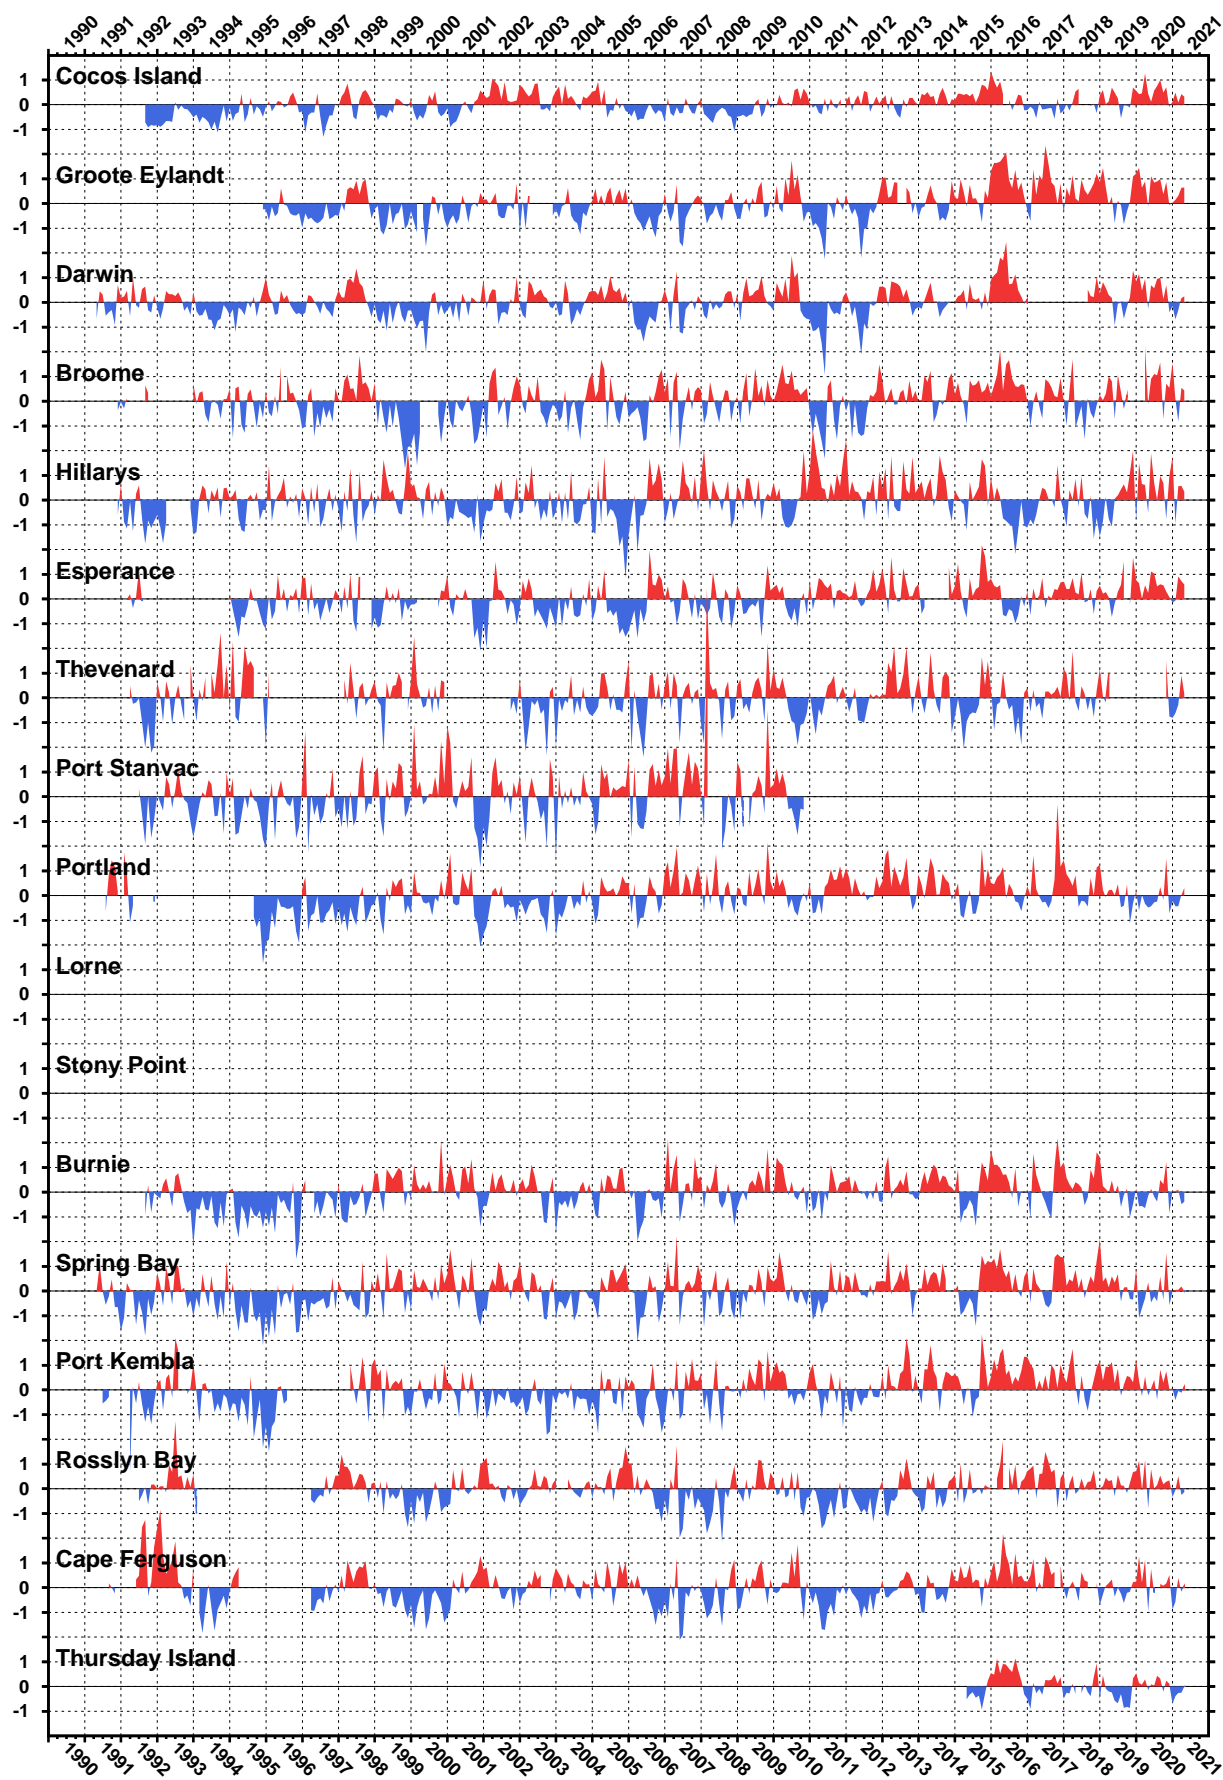 1990 1991 1992 1993 1994 1995 1996 1997 1998 1999 2000 2001 2002 2003 2004 2005 2006 2007 2008 2009 2010 2011 2012 2013 2014 2015 2016 2017 2018 2019 2020 2021
1 Cocos Island
0
-1
1 Groote Eylandt
0
-1
1 Darwin
0
-1
1 Broome
0
-1
1 Hillarys
0
-1
1 Esperance
0
-1
1 Thevenard
0
-1
1 Port Stanvac
0
-1
1 Portland
0
-1
1 Lorne
0
-1
1 Stony Point
0
-1
1 Burnie
0
-1
1 Spring Bay
0
-1
1 Port Kembla
0
-1
1 Rosslyn Bay
0
-1
1 Cape Ferguson
0
-1
1 Thursday Island
0
-1
1990 1991 1992 1993 1994 1995 1996 1997 1998 1999 2000 2001 2002 2003 2004 2005 2006 2007 2008 2009 2010 2011 2012 2013 2014 2015 2016 2017 2018 2019 2020 2021